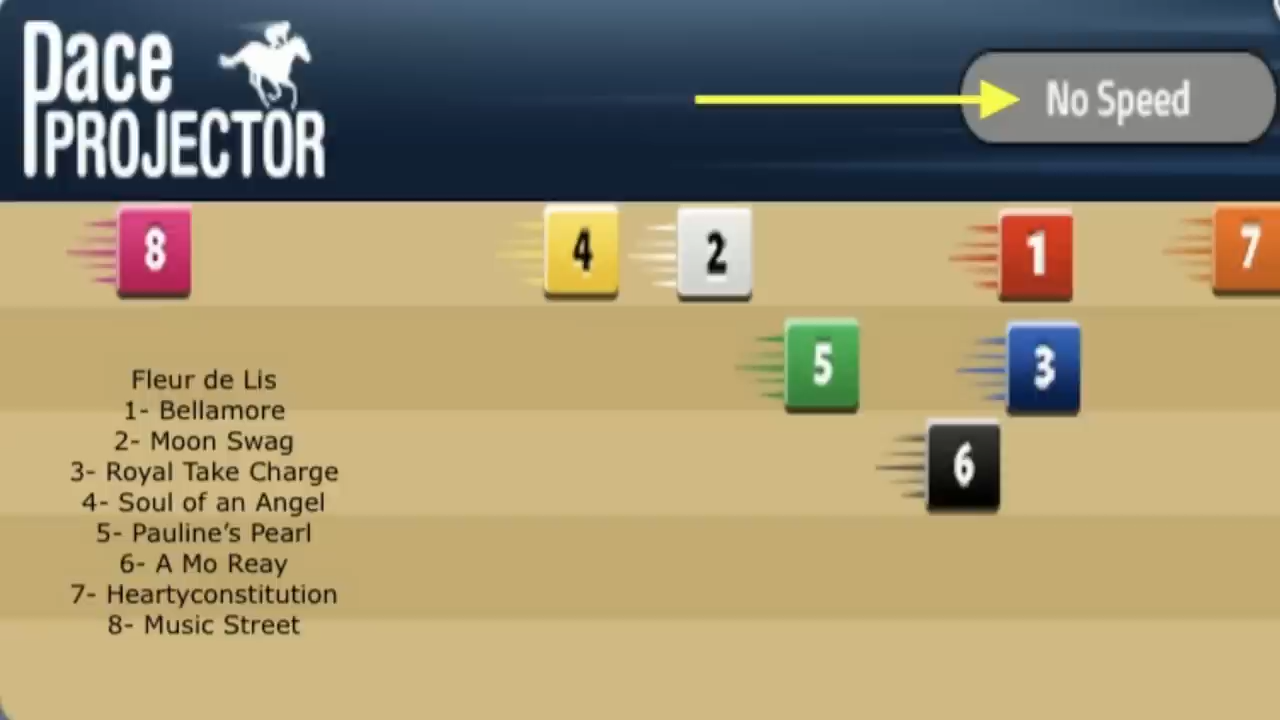 Pace
PROJECTOR
No Speed
8 4 2 1 7
5 3
6
Fleur de Lis
1- Bellamore
2- Moon Swag
3- Royal Take Charge
4- Soul of an Angel
5- Pauline’s Pearl
6- A Mo Reay
7- Heartyconstitution
8- Music Street